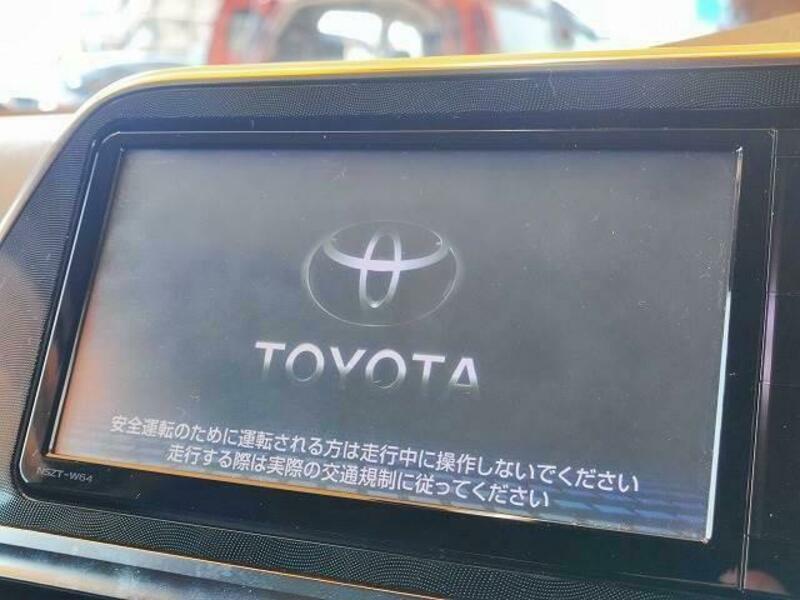 TOYOTA
安全運転のために運転される方は走行中に操作しないでください
走行する際は実際の交通規制に従ってください
NSZT-W64